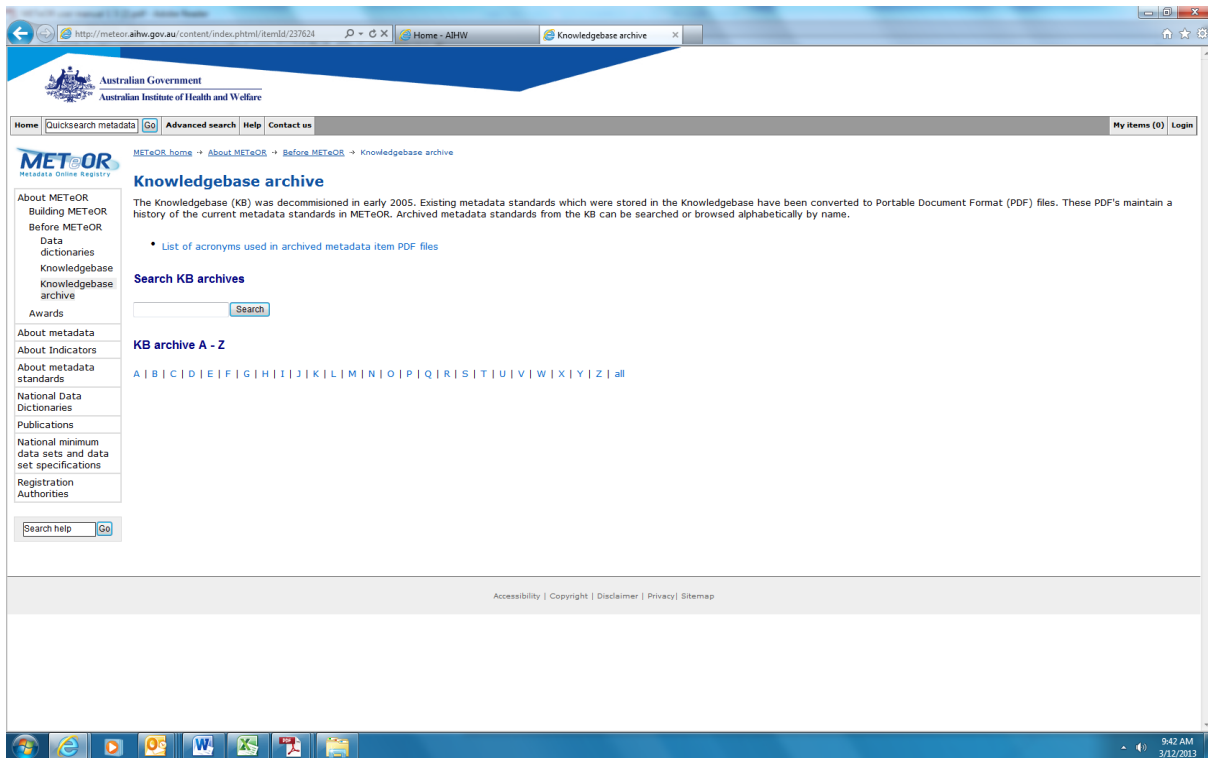 http://meteor.aihw.gov.au/content/index.phtml/itemId/237624
Home - AIHW
Knowledgebase archive
Australian Government
Australian Institute of Health and Welfare
Home Quicksearch metadata Go Advanced search Help Contact us My items (0) Login
METeOR
Metadata Online Registry
METeOR home → About METeOR → Before METeOR → Knowledgebase archive
Knowledgebase archive
The Knowledgebase (KB) was decommisioned in early 2005. Existing metadata standards which were stored in the Knowledgebase have been converted to Portable Document Format (PDF) files. These PDF's maintain a
history of the current metadata standards in METeOR. Archived metadata standards from the KB can be searched or browsed alphabetically by name.
• List of acronyms used in archived metadata item PDF files
Search KB archives
Search
KB archive A - Z
A | B | C | D | E | F | G | H | I | J | K | L | M | N | O | P | Q | R | S | T | U | V | W | X | Y | Z | all
About METeOR
Building METeOR
Before METeOR
Data
dictionaries
Knowledgebase
Knowledgebase
archive
Awards
About metadata
About Indicators
About metadata
standards
National Data
Dictionaries
Publications
National minimum
data sets and data
set specifications
Registration
Authorities
Search help Go
Accessibility | Copyright | Disclaimer | Privacy| Sitemap
9:42 AM
3/12/2013